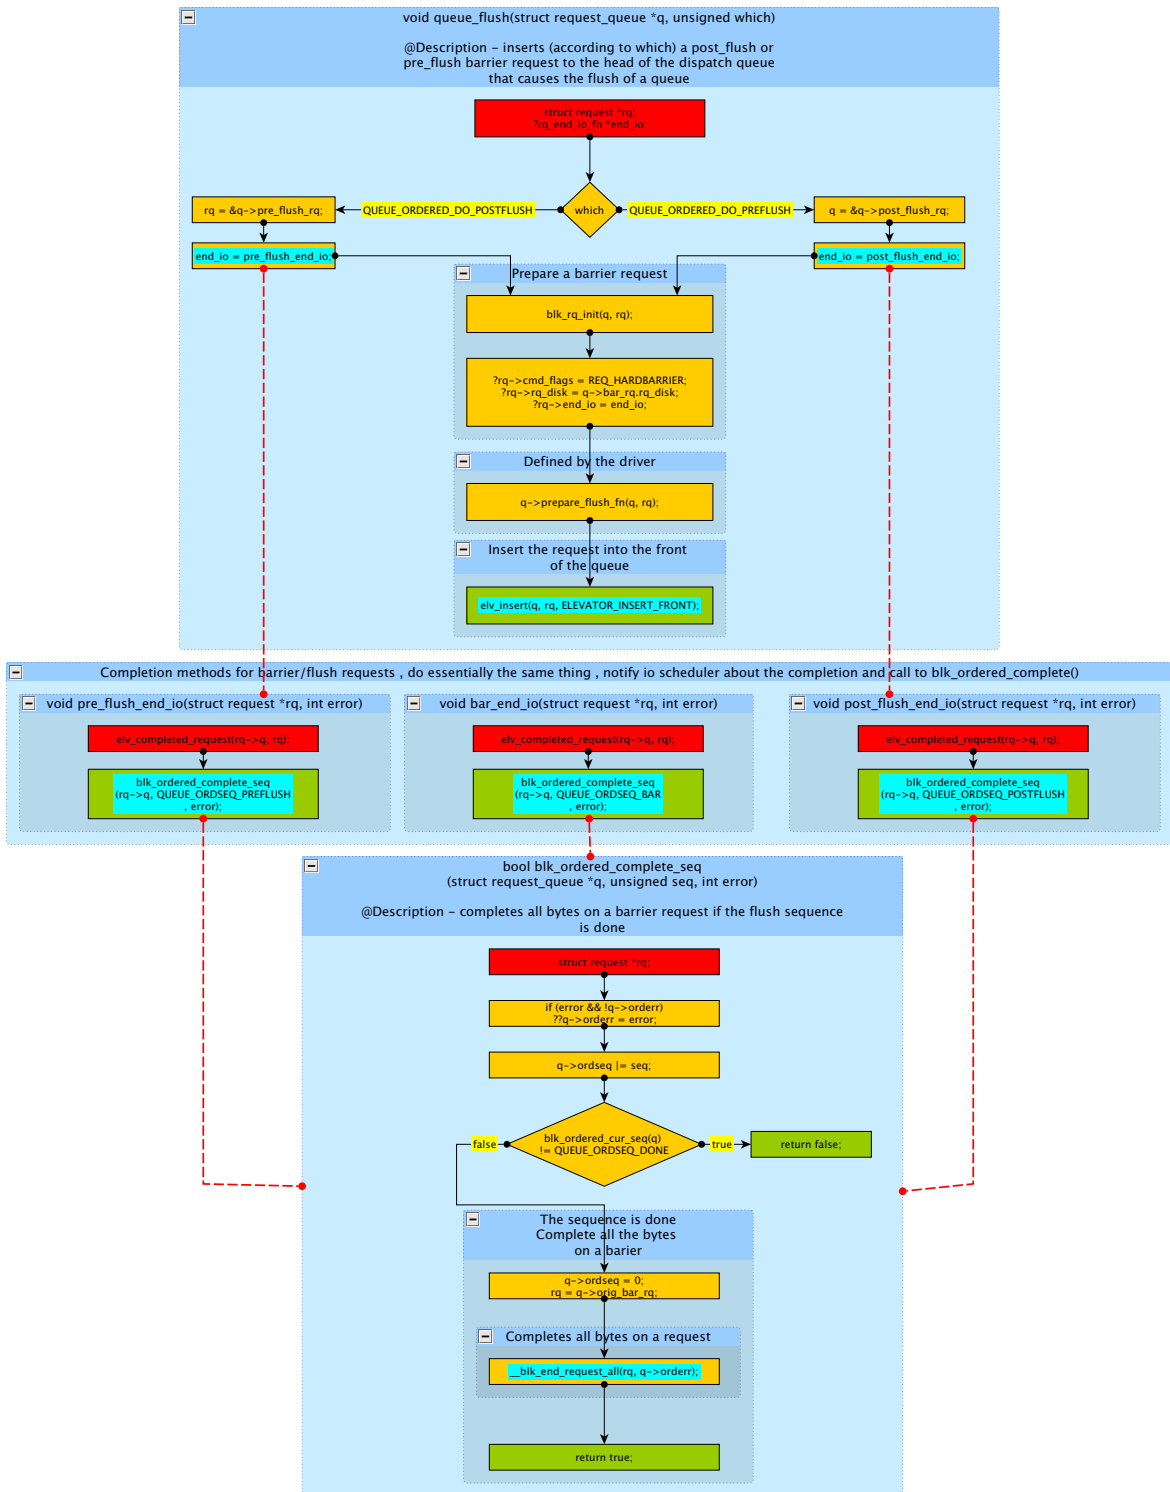 void queue_flush(struct request_queue *q, unsigned which)
@Description - inserts (according to which) a post_flush or
pre_flush barrier request to the head of the dispatch queue
that causes the flush of a queue
struct request *rq;
?rq_end_io_fn *end_io;
which
QUEUE_ORDERED_DO_POSTFLUSH
QUEUE_ORDERED_DO_PREFLUSH
rq = &q->pre_flush_rq;
q = &q->post_flush_rq;
end_io = pre_flush_end_io;
end_io = post_flush_end_io;
Prepare a barrier request
blk_rq_init(q, rq);
?rq->cmd_flags = REQ_HARDBARRIER;
?rq->rq_disk = q->bar_rq.rq_disk;
?rq->end_io = end_io;
Defined by the driver
q->prepare_flush_fn(q, rq);
Insert the request into the front
of the queue
elv_insert(q, rq, ELEVATOR_INSERT_FRONT);
Completion methods for barrier/flush requests , do essentially the same thing , notify io scheduler about the completion and call to blk_ordered_complete()
void pre_flush_end_io(struct request *rq, int error)
elv_completed_request(rq->q, rq);
blk_ordered_complete_seq
(rq->q, QUEUE_ORDSEQ_PREFLUSH
, error);
void bar_end_io(struct request *rq, int error)
elv_completed_request(rq->q, rq);
blk_ordered_complete_seq
(rq->q, QUEUE_ORDSEQ_BAR
, error);
void post_flush_end_io(struct request *rq, int error)
elv_completed_request(rq->q, rq);
blk_ordered_complete_seq
(rq->q, QUEUE_ORDSEQ_POSTFLUSH
, error);
bool blk_ordered_complete_seq
(struct request_queue *q, unsigned seq, int error)
@Description - completes all bytes on a barrier request if the flush sequence
is done
struct request *rq;
if (error && !q->orderr)
??q->orderr = error;
q->ordseq |= seq;
blk_ordered_cur_seq(q)
!= QUEUE_ORDSEQ_DONE
false
true
return false;
The sequence is done
Complete all the bytes
on a barier
q->ordseq = 0;
rq = q->orig_bar_rq;
Completes all bytes on a request
__blk_end_request_all(rq, q->orderr);
return true;